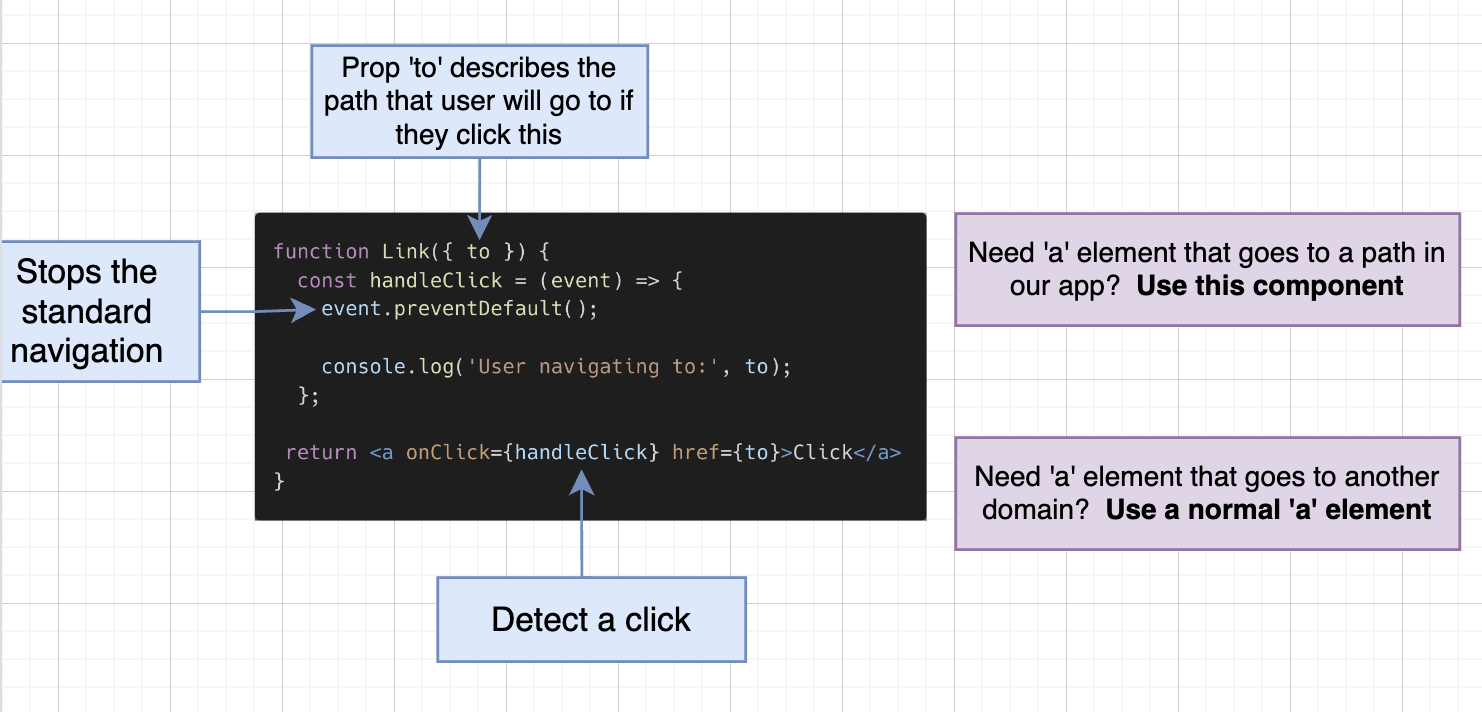 Prop 'to' describes the
path that user will go to if
they click this
Stops the
standard
navigation
function Link({ to }) {
  const handleClick = (event) => {
    event.preventDefault();

    console.log('User navigating to:', to);
  };

 return <a onClick={handleClick} href={to}>Click</a>
}
Detect a click
Need 'a' element that goes to a path in
our app?  Use this component
Need 'a' element that goes to another
domain?  Use a normal 'a' element